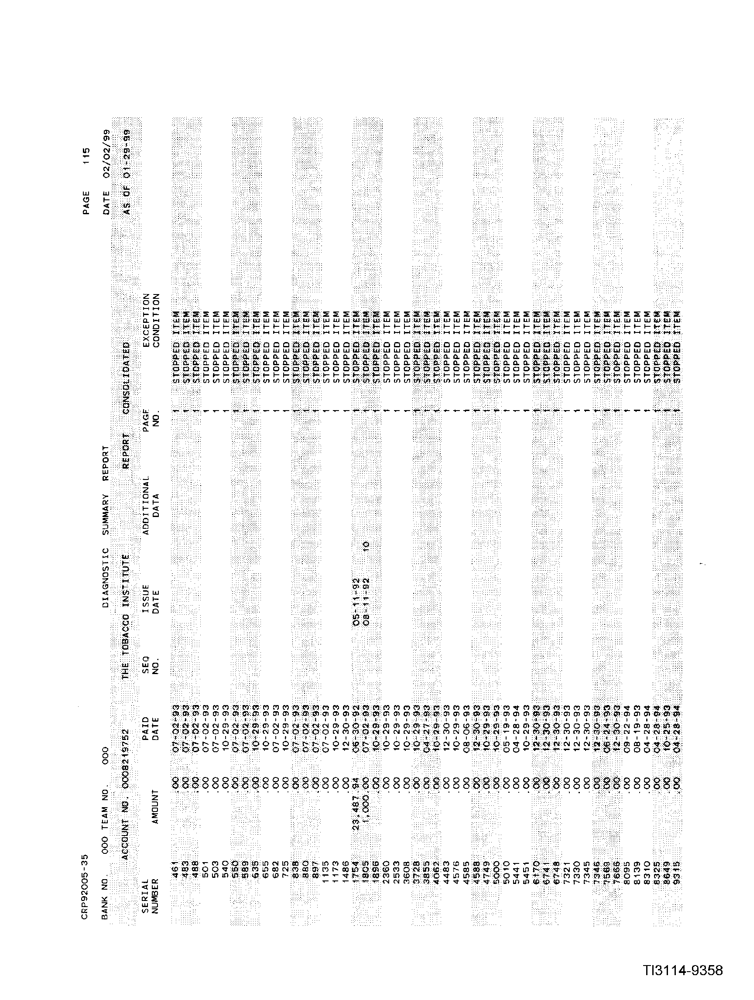 CRP92005-35 PAGE 115
BANK NO. 000 TEAM NO. 000 DIAGNOSTIC SUMMARY REPORT DATE 02/02/99
ACCOUNT NO. 0008219752 THE TOBACCO INSTITUTE REPORT CONSOLIDATED AS OF 01-29-99
SERIAL PAID SEQ ISSUE ADDITIONAL PAGE EXCEPTION
NUMBER AMOUNT DATE NO. DATE DATA NO. CONDITION
461 .00 07-02-93 1 STOPPED ITEM
483 .00 07-02-93 1 STOPPED ITEM
488 .00 07-02-93 1 STOPPED ITEM
501 .00 07-02-93 1 STOPPED ITEM
503 .00 07-02-93 1 STOPPED ITEM
540 .00 10-29-93 1 STOPPED ITEM
550 .00 07-02-93 1 STOPPED ITEM
589 .00 07-02-93 1 STOPPED ITEM
635 .00 10-29-93 1 STOPPED ITEM
655 .00 10-29-93 1 STOPPED ITEM
682 .00 07-02-93 1 STOPPED ITEM
725 .00 10-29-93 1 STOPPED ITEM
838 .00 07-02-93 1 STOPPED ITEM
880 .00 07-02-93 1 STOPPED ITEM
897 .00 07-02-93 1 STOPPED ITEM
1135 .00 07-02-93 1 STOPPED ITEM
1173 .00 10-29-93 1 STOPPED ITEM
1486 .00 12-30-93 1 STOPPED ITEM
1754 23,487.94 06-30-92 05-11-92 1 STOPPED ITEM
1805 1,000.00 07-02-93 08-11-92 10 1 STOPPED ITEM
1896 .00 10-29-93 1 STOPPED ITEM
2360 .00 10-29-93 1 STOPPED ITEM
2533 .00 10-29-93 1 STOPPED ITEM
3608 .00 10-29-93 1 STOPPED ITEM
3728 .00 10-29-93 1 STOPPED ITEM
3855 .00 04-27-93 1 STOPPED ITEM
4062 .00 10-29-93 1 STOPPED ITEM
4483 .00 12-30-93 1 STOPPED ITEM
4576 .00 10-29-93 1 STOPPED ITEM
4585 .00 08-06-93 1 STOPPED ITEM
4588 .00 12-30-93 1 STOPPED ITEM
4749 .00 10-29-93 1 STOPPED ITEM
5000 .00 10-29-93 1 STOPPED ITEM
5010 .00 05-19-93 1 STOPPED ITEM
5441 .00 04-28-94 1 STOPPED ITEM
5451 .00 10-29-93 1 STOPPED ITEM
6170 .00 12-30-93 1 STOPPED ITEM
6741 .00 12-30-93 1 STOPPED ITEM
6748 .00 12-30-93 1 STOPPED ITEM
7321 .00 12-30-93 1 STOPPED ITEM
7330 .00 12-30-93 1 STOPPED ITEM
7345 .00 12-30-93 1 STOPPED ITEM
7346 .00 12-30-93 1 STOPPED ITEM
7569 .00 06-24-93 1 STOPPED ITEM
7666 .00 12-30-93 1 STOPPED ITEM
8095 .00 09-22-94 1 STOPPED ITEM
8139 .00 08-19-93 1 STOPPED ITEM
8310 .00 04-28-94 1 STOPPED ITEM
8325 .00 04-28-94 1 STOPPED ITEM
8649 .00 10-25-93 1 STOPPED ITEM
9315 .00 04-28-94 1 STOPPED ITEM
TI3114-9358